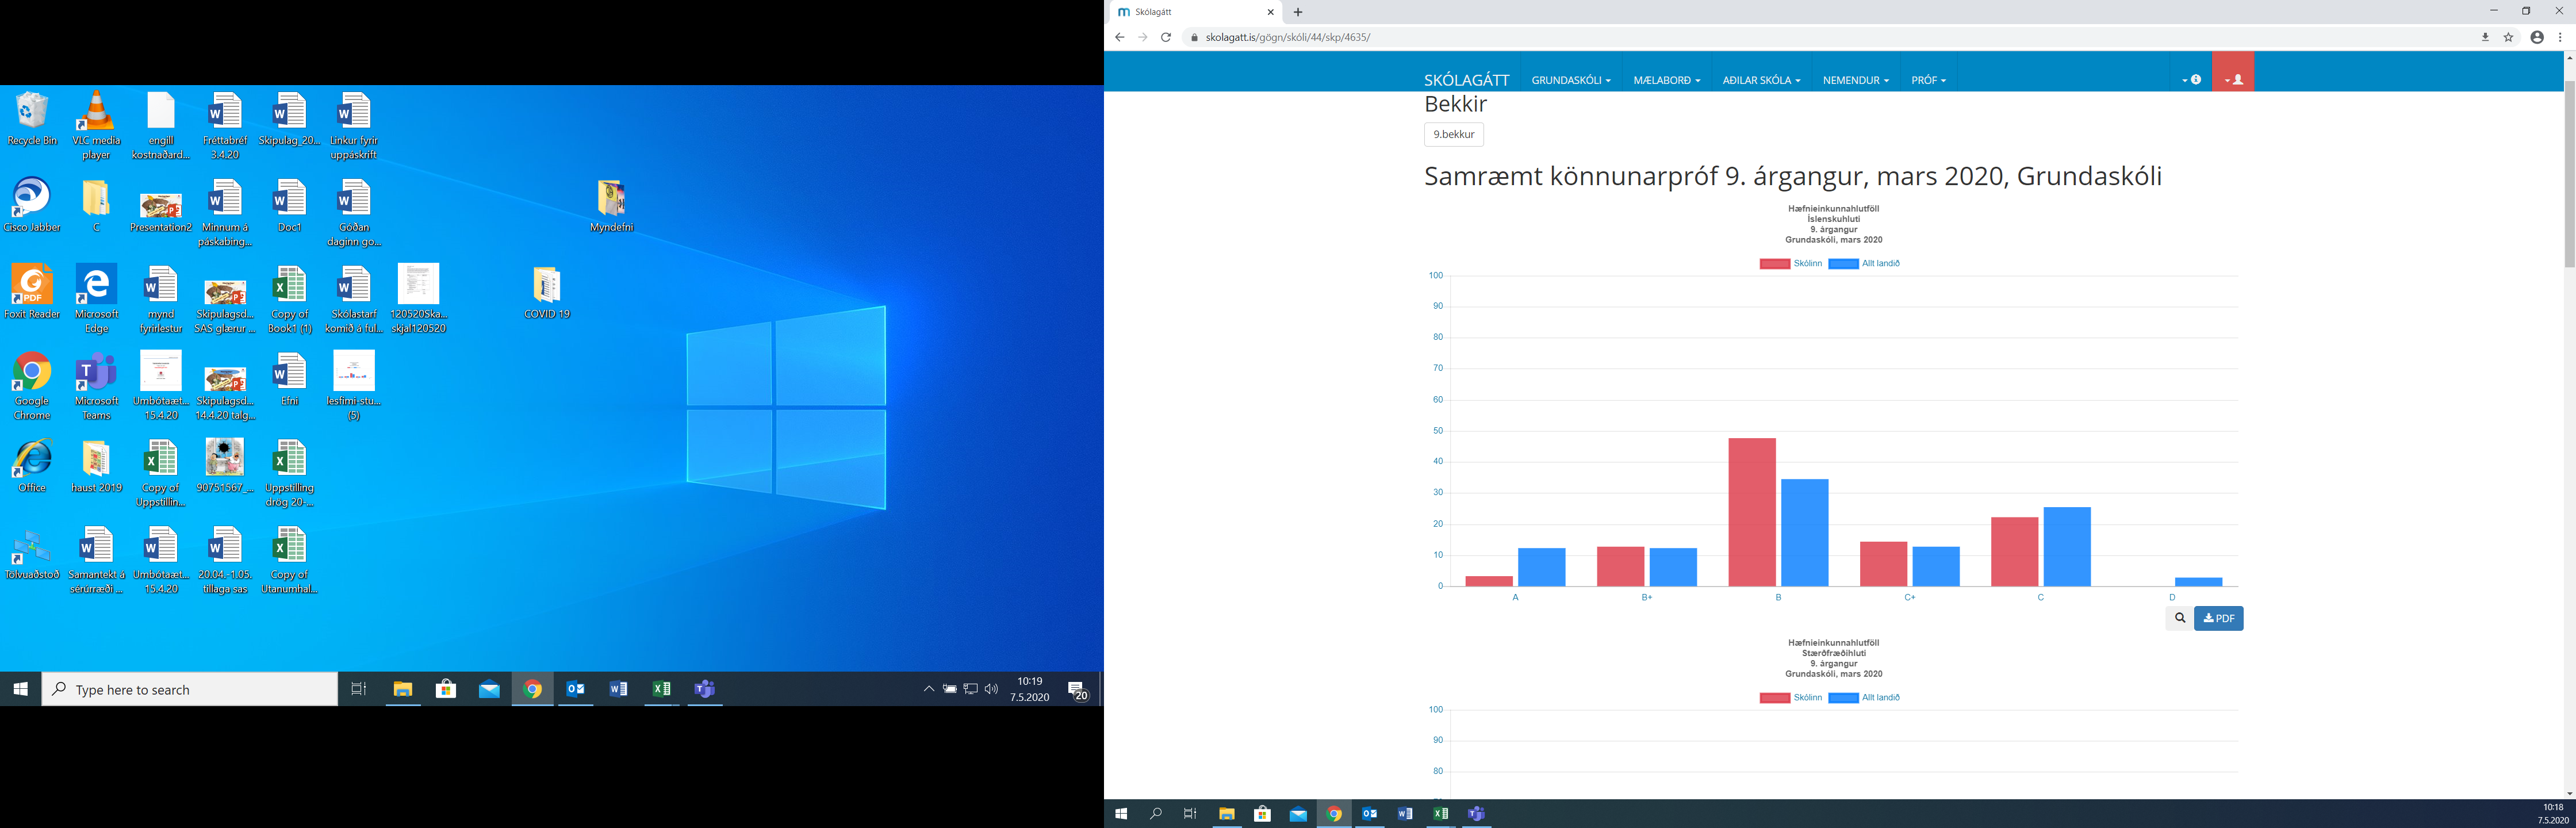 Recycle Bin
VLC media
player
engill
kostnaðard...
Fréttabréf
3.4.20
Skipulag_20...
Linkur fyrir
uppáskrift
Cisco Jabber
C
Presentation2
Minnum á
páskabing...
Doc1
Góðan
daginn go...
Myndefni
Foxit Reader
Microsoft
Edge
mynd
fyrirlestur
Skipulagsd...
SAS glærur ...
Copy of
Book1 (1)
Skólastarf
komið á ful...
120520Ska...
skjal120520
COVID 19
Google
Chrome
Microsoft
Teams
Umbótaæt...
15.4.20
Skipulagsd...
14.4.20 talg...
Efni
lesfimi-stu...
(5)
Office
haust 2019
Copy of
Uppstillin...
90751567_...
Uppstilling
drög 20-...
Tölvuaðstoð
Samantekt á
sérúrræði ...
Umbótaæt...
15.4.20
20.04.-1.05.
tillaga sas
Copy of
Utanumhal...
Type here to search
10:19
7.5.2020
20
Skólagátt
skolagatt.is/gögn/skóli/44/skp/4635/
SKÓLAGÁTT
GRUNDASKÓLI
MÆLABORÐ
AÐILAR SKÓLA
NEMENDUR
PRÓF
Bekkir
9.bekkur
Samræmt könnunarpróf 9. árgangur, mars 2020, Grundaskóli
Hæfnieinkunnahlutföll
Íslenskuhluti
9. árgangur
Grundaskóli, mars 2020
Skólinn Allt landið
100
90
80
70
60
50
40
30
20
10
0
A B+ B C+ C D
PDF
Hæfnieinkunnahlutföll
Stærðfræðihluti
9. árgangur
Grundaskóli, mars 2020
Skólinn Allt landið
100
90
80
10:18
7.5.2020